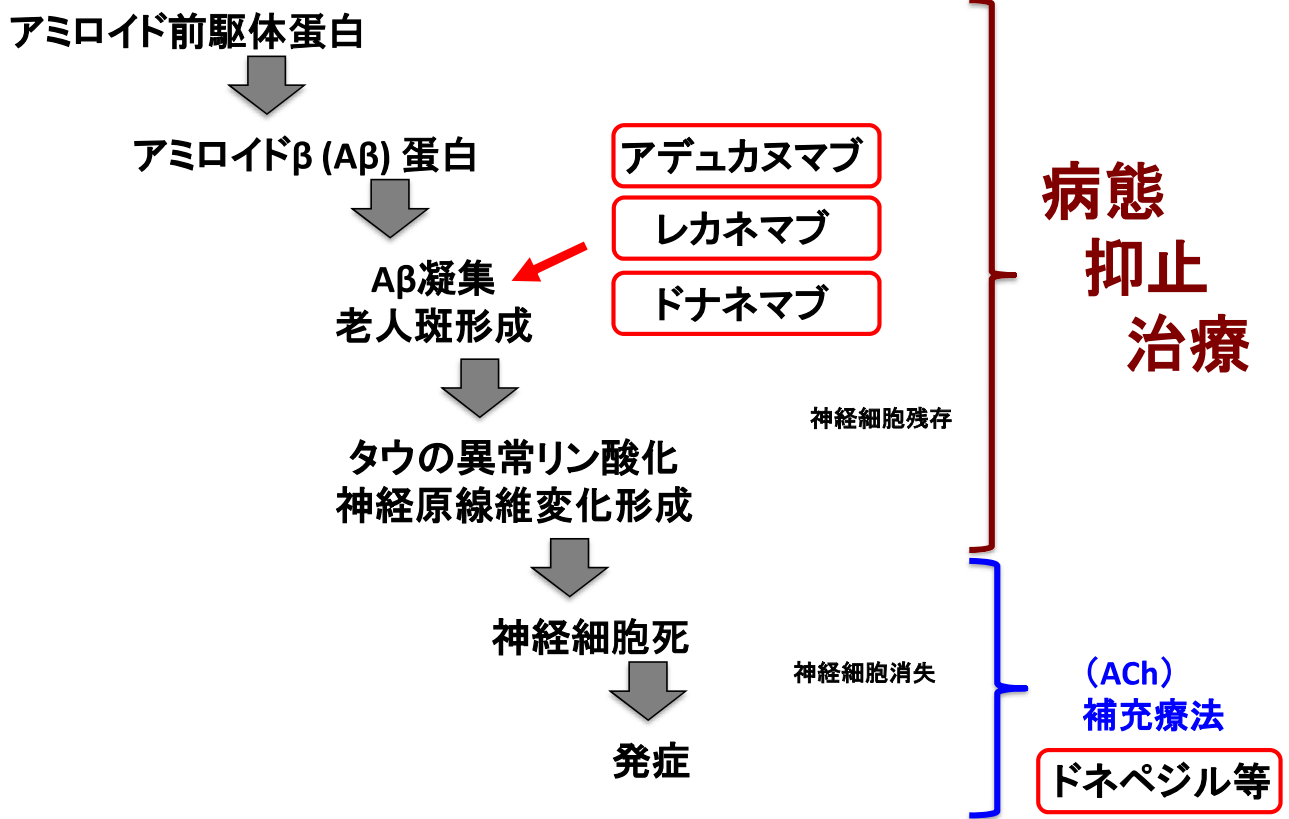 アミロイド前駆体蛋白
アミロイドβ (Aβ) 蛋白
アデュカヌマブ
レカネマブ
ドナネマブ
Aβ凝集
老人斑形成
病態
抑止
治療
神経細胞残存
タウの異常リン酸化
神経原線維変化形成
神経細胞死
神経細胞消失
（ACh）
補充療法
発症
ドネペジル等